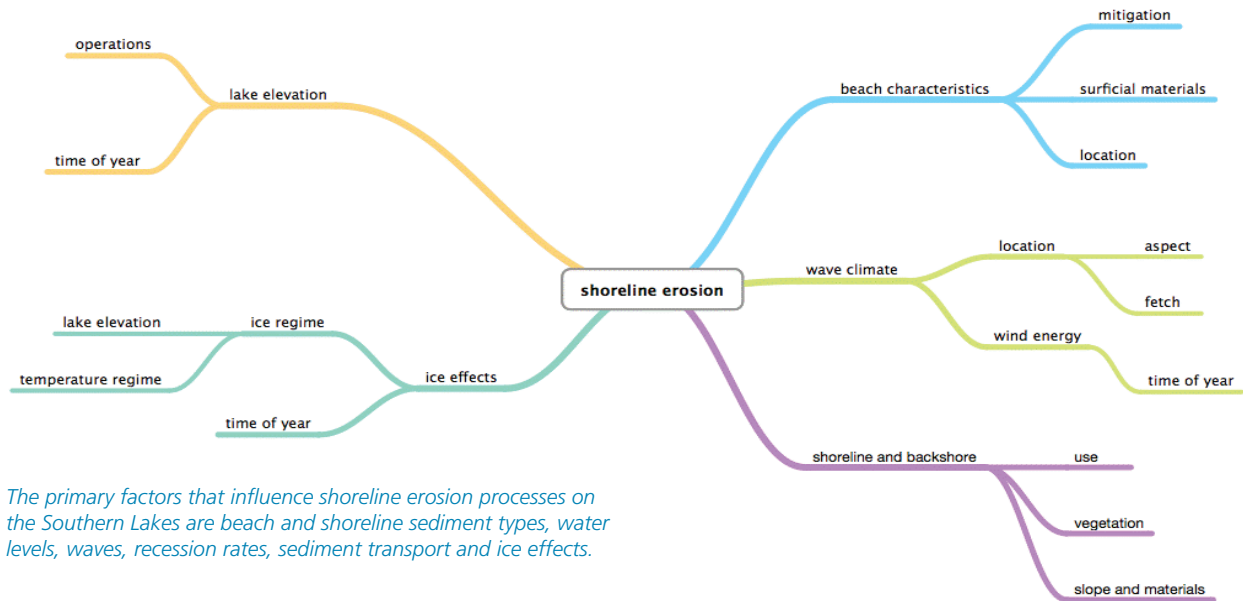 operations
lake elevation
time of year
mitigation
beach characteristics
surficial materials
location
shoreline erosion
wave climate
location
aspect
fetch
wind energy
time of year
lake elevation
ice regime
temperature regime
ice effects
time of year
shoreline and backshore
use
vegetation
slope and materials
The primary factors that influence shoreline erosion processes on
the Southern Lakes are beach and shoreline sediment types, water
levels, waves, recession rates, sediment transport and ice effects.